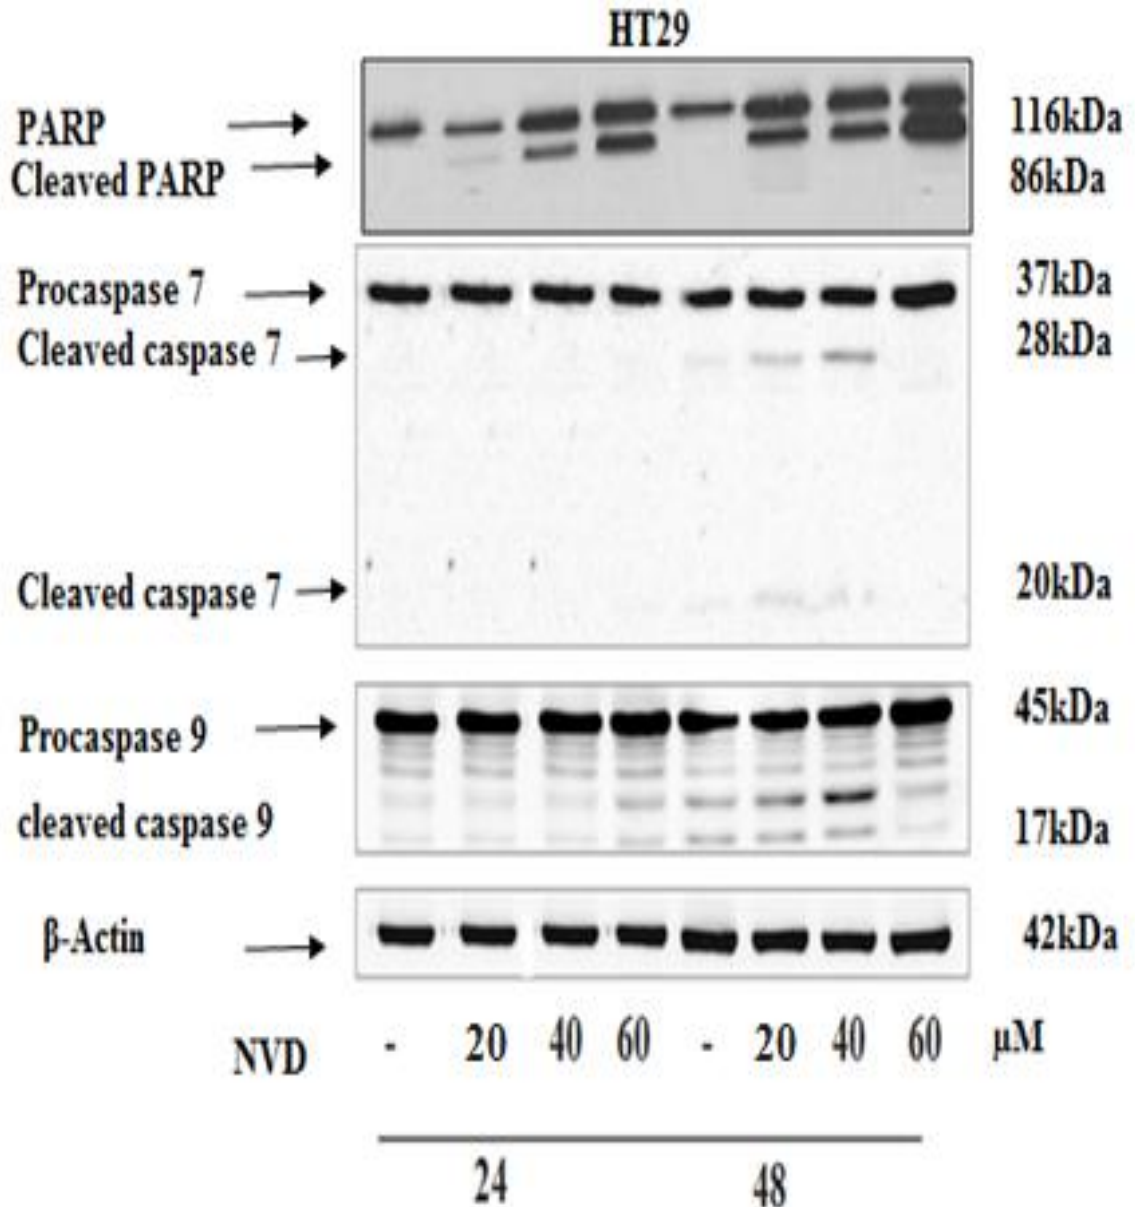 HT29
PARP
116kDa
Cleaved PARP
86kDa
Procaspase 7
37kDa
Cleaved caspase 7
28kDa
Cleaved caspase 7
20kDa
Procaspase 9
45kDa
cleaved caspase 9
17kDa
β-Actin
42kDa
NVD - 20 40 60 - 20 40 60 µM
24 48